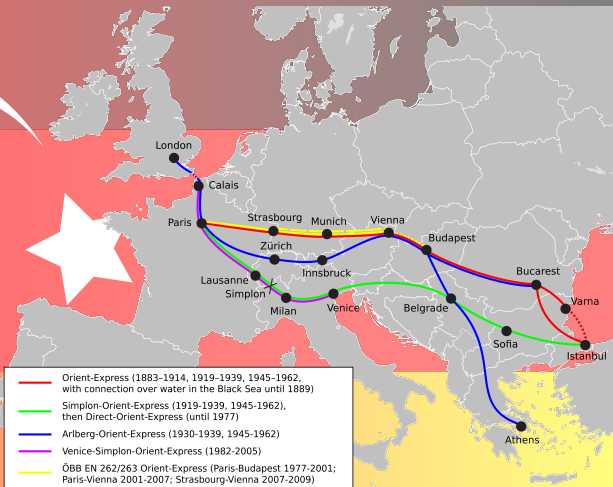 London
Calais
Paris
Strasbourg
Munich
Vienna
Budapest
Zürich
Innsbruck
Lausanne
Simplon
Milan
Venice
Belgrade
Bucarest
Varna
Sofia
Istanbul
Athens
Orient-Express (1883–1914, 1919-1939, 1945–1962,
with connection over water in the Black Sea until 1889)
Simplon-Orient-Express (1919-1939, 1945-1962),
then Direct-Orient-Express (until 1977)
Arlberg-Orient-Express (1930-1939, 1945-1962)
Venice-Simplon-Orient-Express (1982-2005)
ÖBB EN 262/263 Orient-Express (Paris-Budapest 1977-2001;
Paris-Vienna 2001-2007; Strasbourg-Vienna 2007-2009)